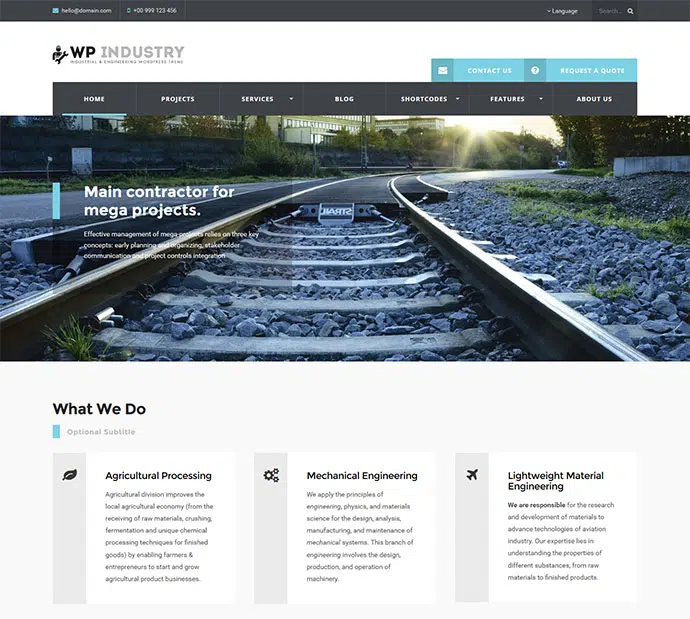 hello@domain.com
+00 999 123 456
Language
Search...
WP INDUSTRY
INDUSTRIAL & ENGINEERING WORDPRESS THEME
CONTACT US
REQUEST A QUOTE
HOME
PROJECTS
SERVICES
BLOG
SHORTCODES
FEATURES
ABOUT US
Main contractor for
mega projects.
Effective management of mega projects relies on three key
concepts: early planning and organizing, stakeholder
communication and project controls integration
What We Do
Optional Subtitle
Agricultural Processing
Agricultural division improves the
local agricultural economy (from the
receiving of raw materials, crushing,
fermentation and unique chemical
processing techniques for finished
goods) by enabling farmers &
entrepreneurs to start and grow
agricultural product businesses.
Mechanical Engineering
We apply the principles of
engineering, physics, and materials
science for the design, analysis,
manufacturing, and maintenance of
mechanical systems. This branch of
engineering involves the design,
production, and operation of
machinery.
Lightweight Material
Engineering
We are responsible for the research
and development of materials to
advance technologies of aviation
industry. Our expertise lies in
understanding the properties of
different substances, from raw
materials to finished products.